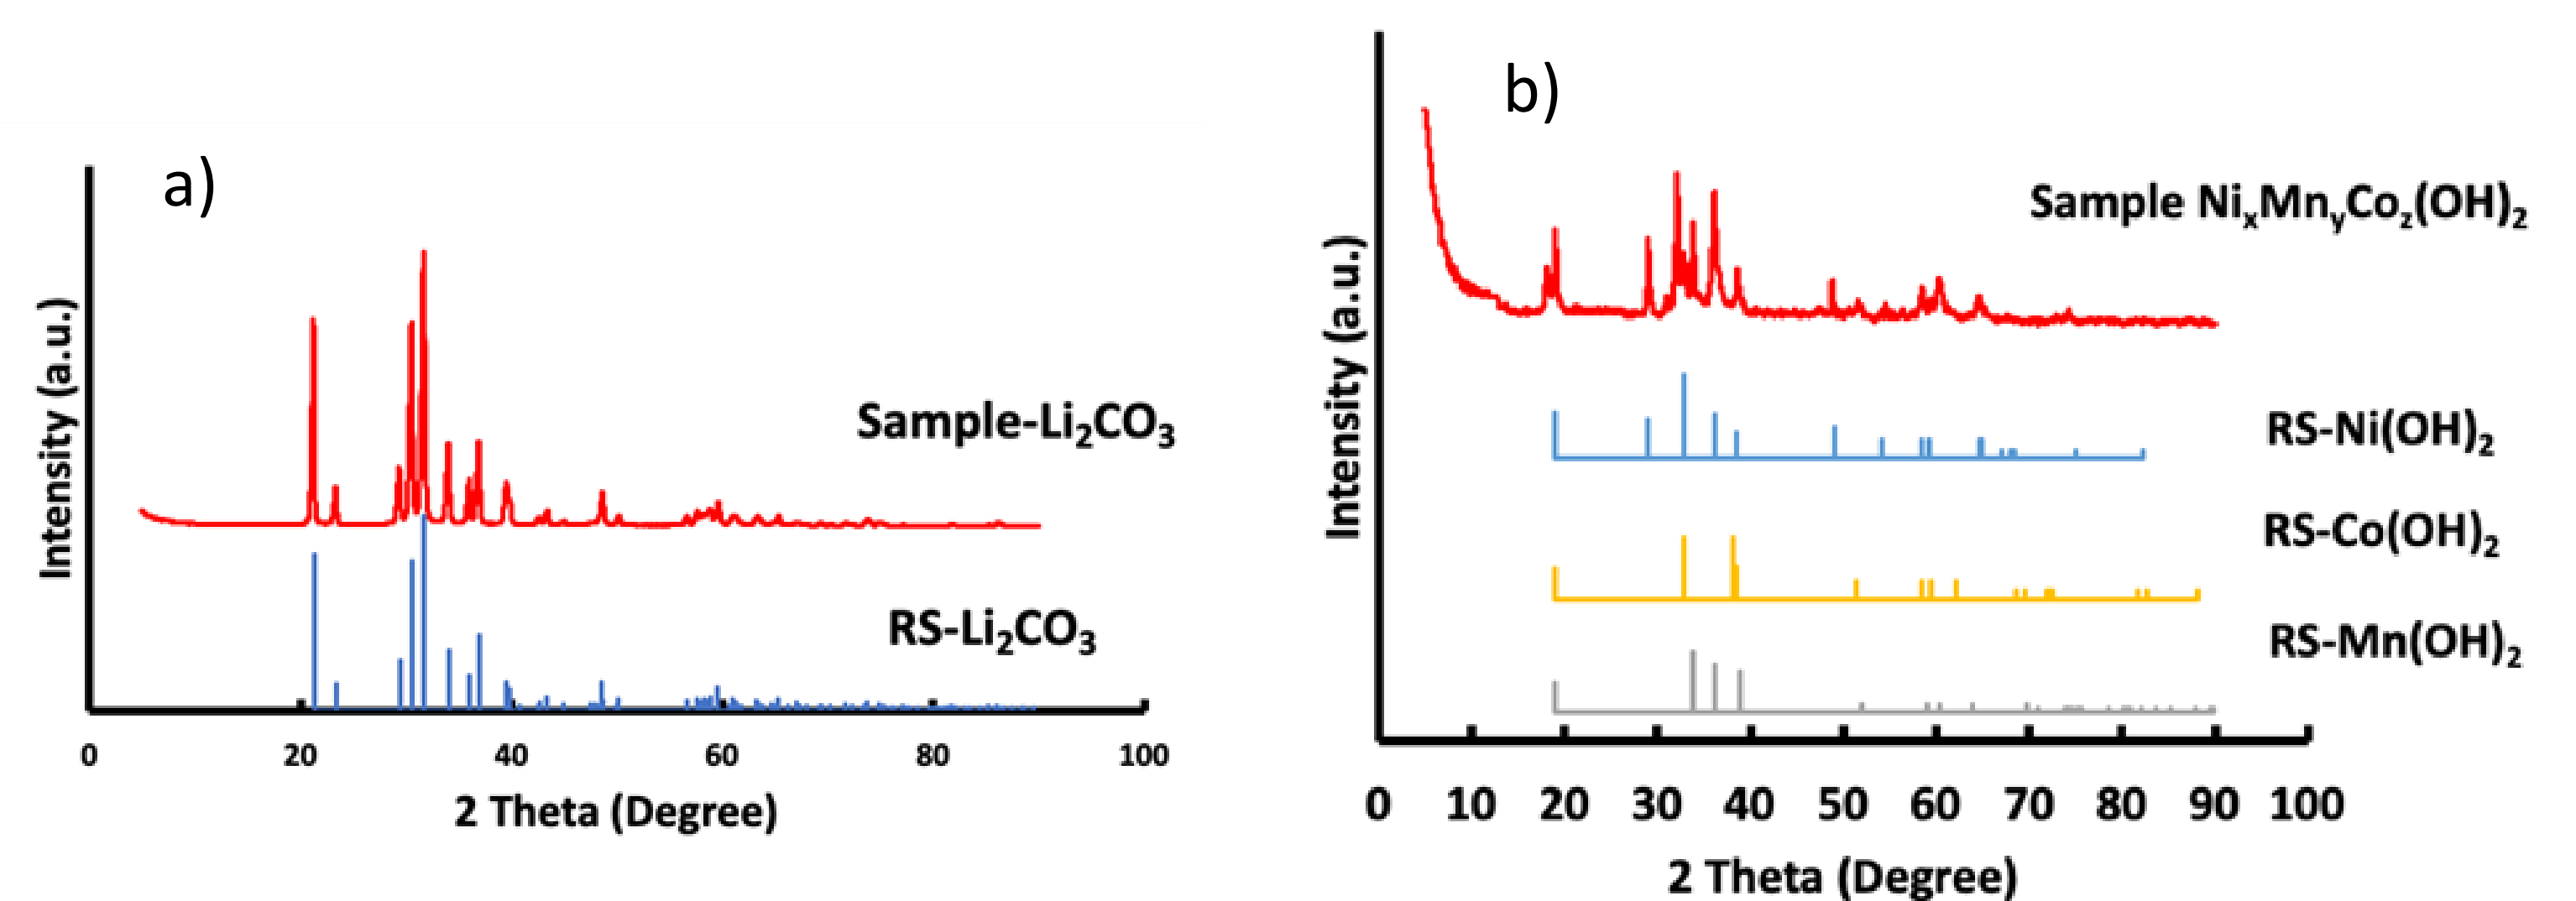 a)
Intensity (a.u.)
Sample-Li₂CO₃
RS-Li₂CO₃
0 20 40 60 80 100
2 Theta (Degree)
b)
Intensity (a.u.)
Sample NiₓMnᵧCo_z(OH)₂
RS-Ni(OH)₂
RS-Co(OH)₂
RS-Mn(OH)₂
0 10 20 30 40 50 60 70 80 90 100
2 Theta (Degree)